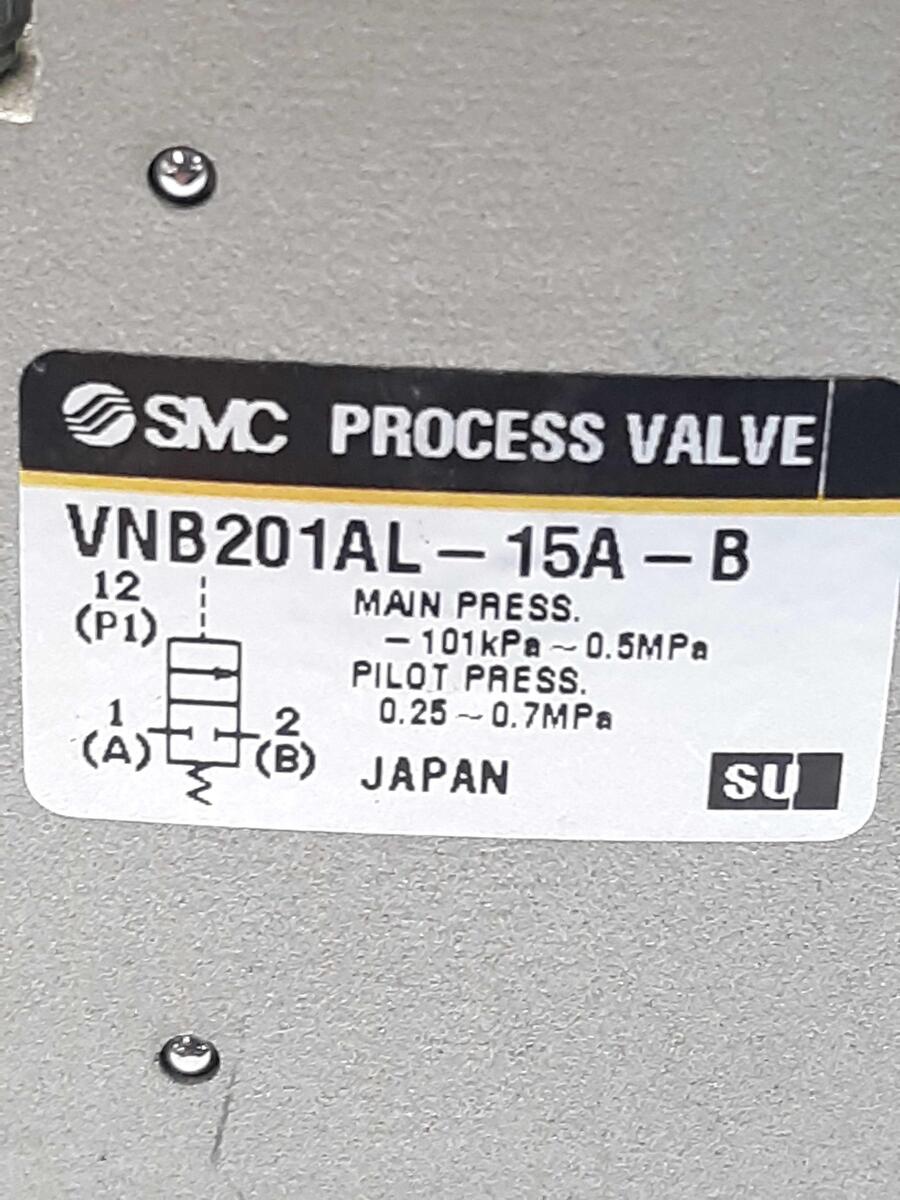 SMC PROCESS VALVE
VNB201AL-15A-B
12
(P1)
MAIN PRESS.
-101kPa~0.5MPa
PILOT PRESS.
0.25~0.7MPa
1
(A)
2
(B)
JAPAN
SU